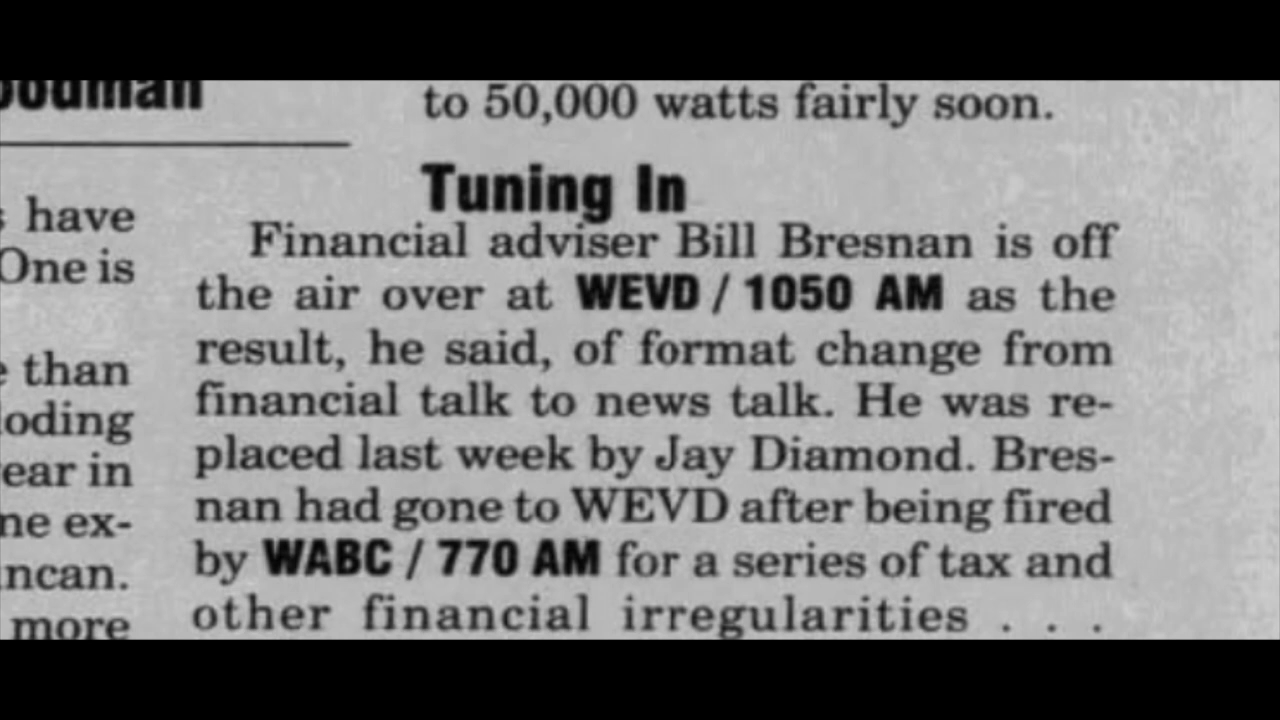 to 50,000 watts fairly soon.
s have
One is
than
oding
ear in
ne ex-
ncan.
more
Tuning In
Financial adviser Bill Bresnan is off
the air over at WEVD / 1050 AM as the
result, he said, of format change from
financial talk to news talk. He was re-
placed last week by Jay Diamond. Bres-
nan had gone to WEVD after being fired
by WABC / 770 AM for a series of tax and
other financial irregularities . . .